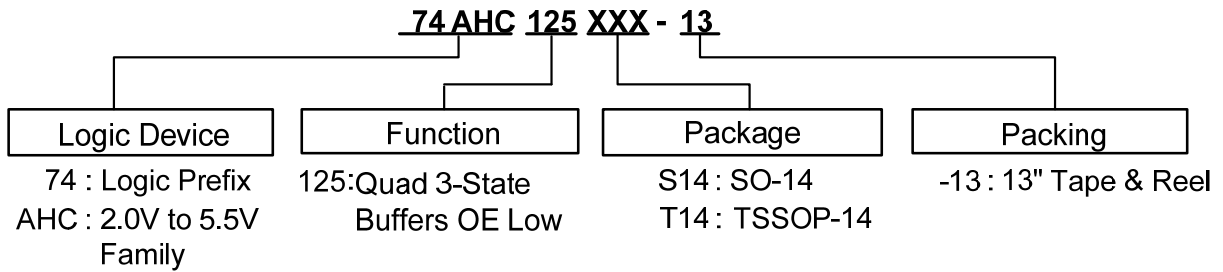 74 AHC 125 XXX - 13
Logic Device
Function
Package
Packing
74 : Logic Prefix
AHC : 2.0V to 5.5V
Family
125:Quad 3-State
Buffers OE Low
S14 : SO-14
T14 : TSSOP-14
-13 : 13" Tape & Reel